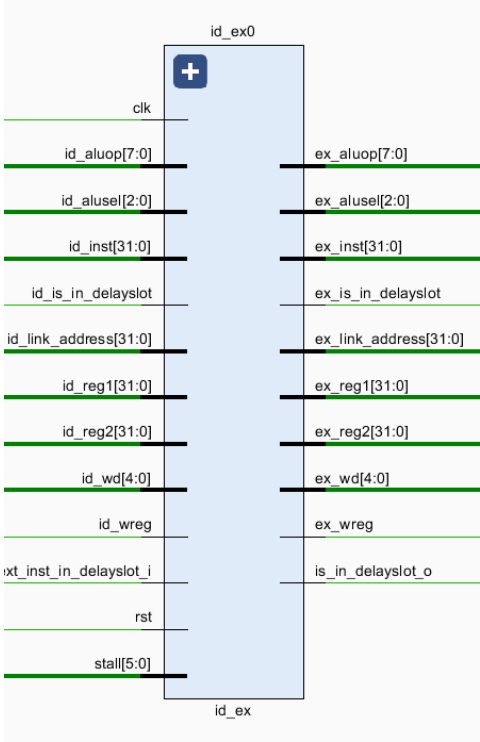 id_ex0
clk
id_aluop[7:0] ex_aluop[7:0]
id_alusel[2:0] ex_alusel[2:0]
id_inst[31:0] ex_inst[31:0]
id_is_in_delayslot ex_is_in_delayslot
id_link_address[31:0] ex_link_address[31:0]
id_reg1[31:0] ex_reg1[31:0]
id_reg2[31:0] ex_reg2[31:0]
id_wd[4:0] ex_wd[4:0]
id_wreg ex_wreg
ext_inst_in_delayslot_i is_in_delayslot_o
rst
stall[5:0]
id_ex